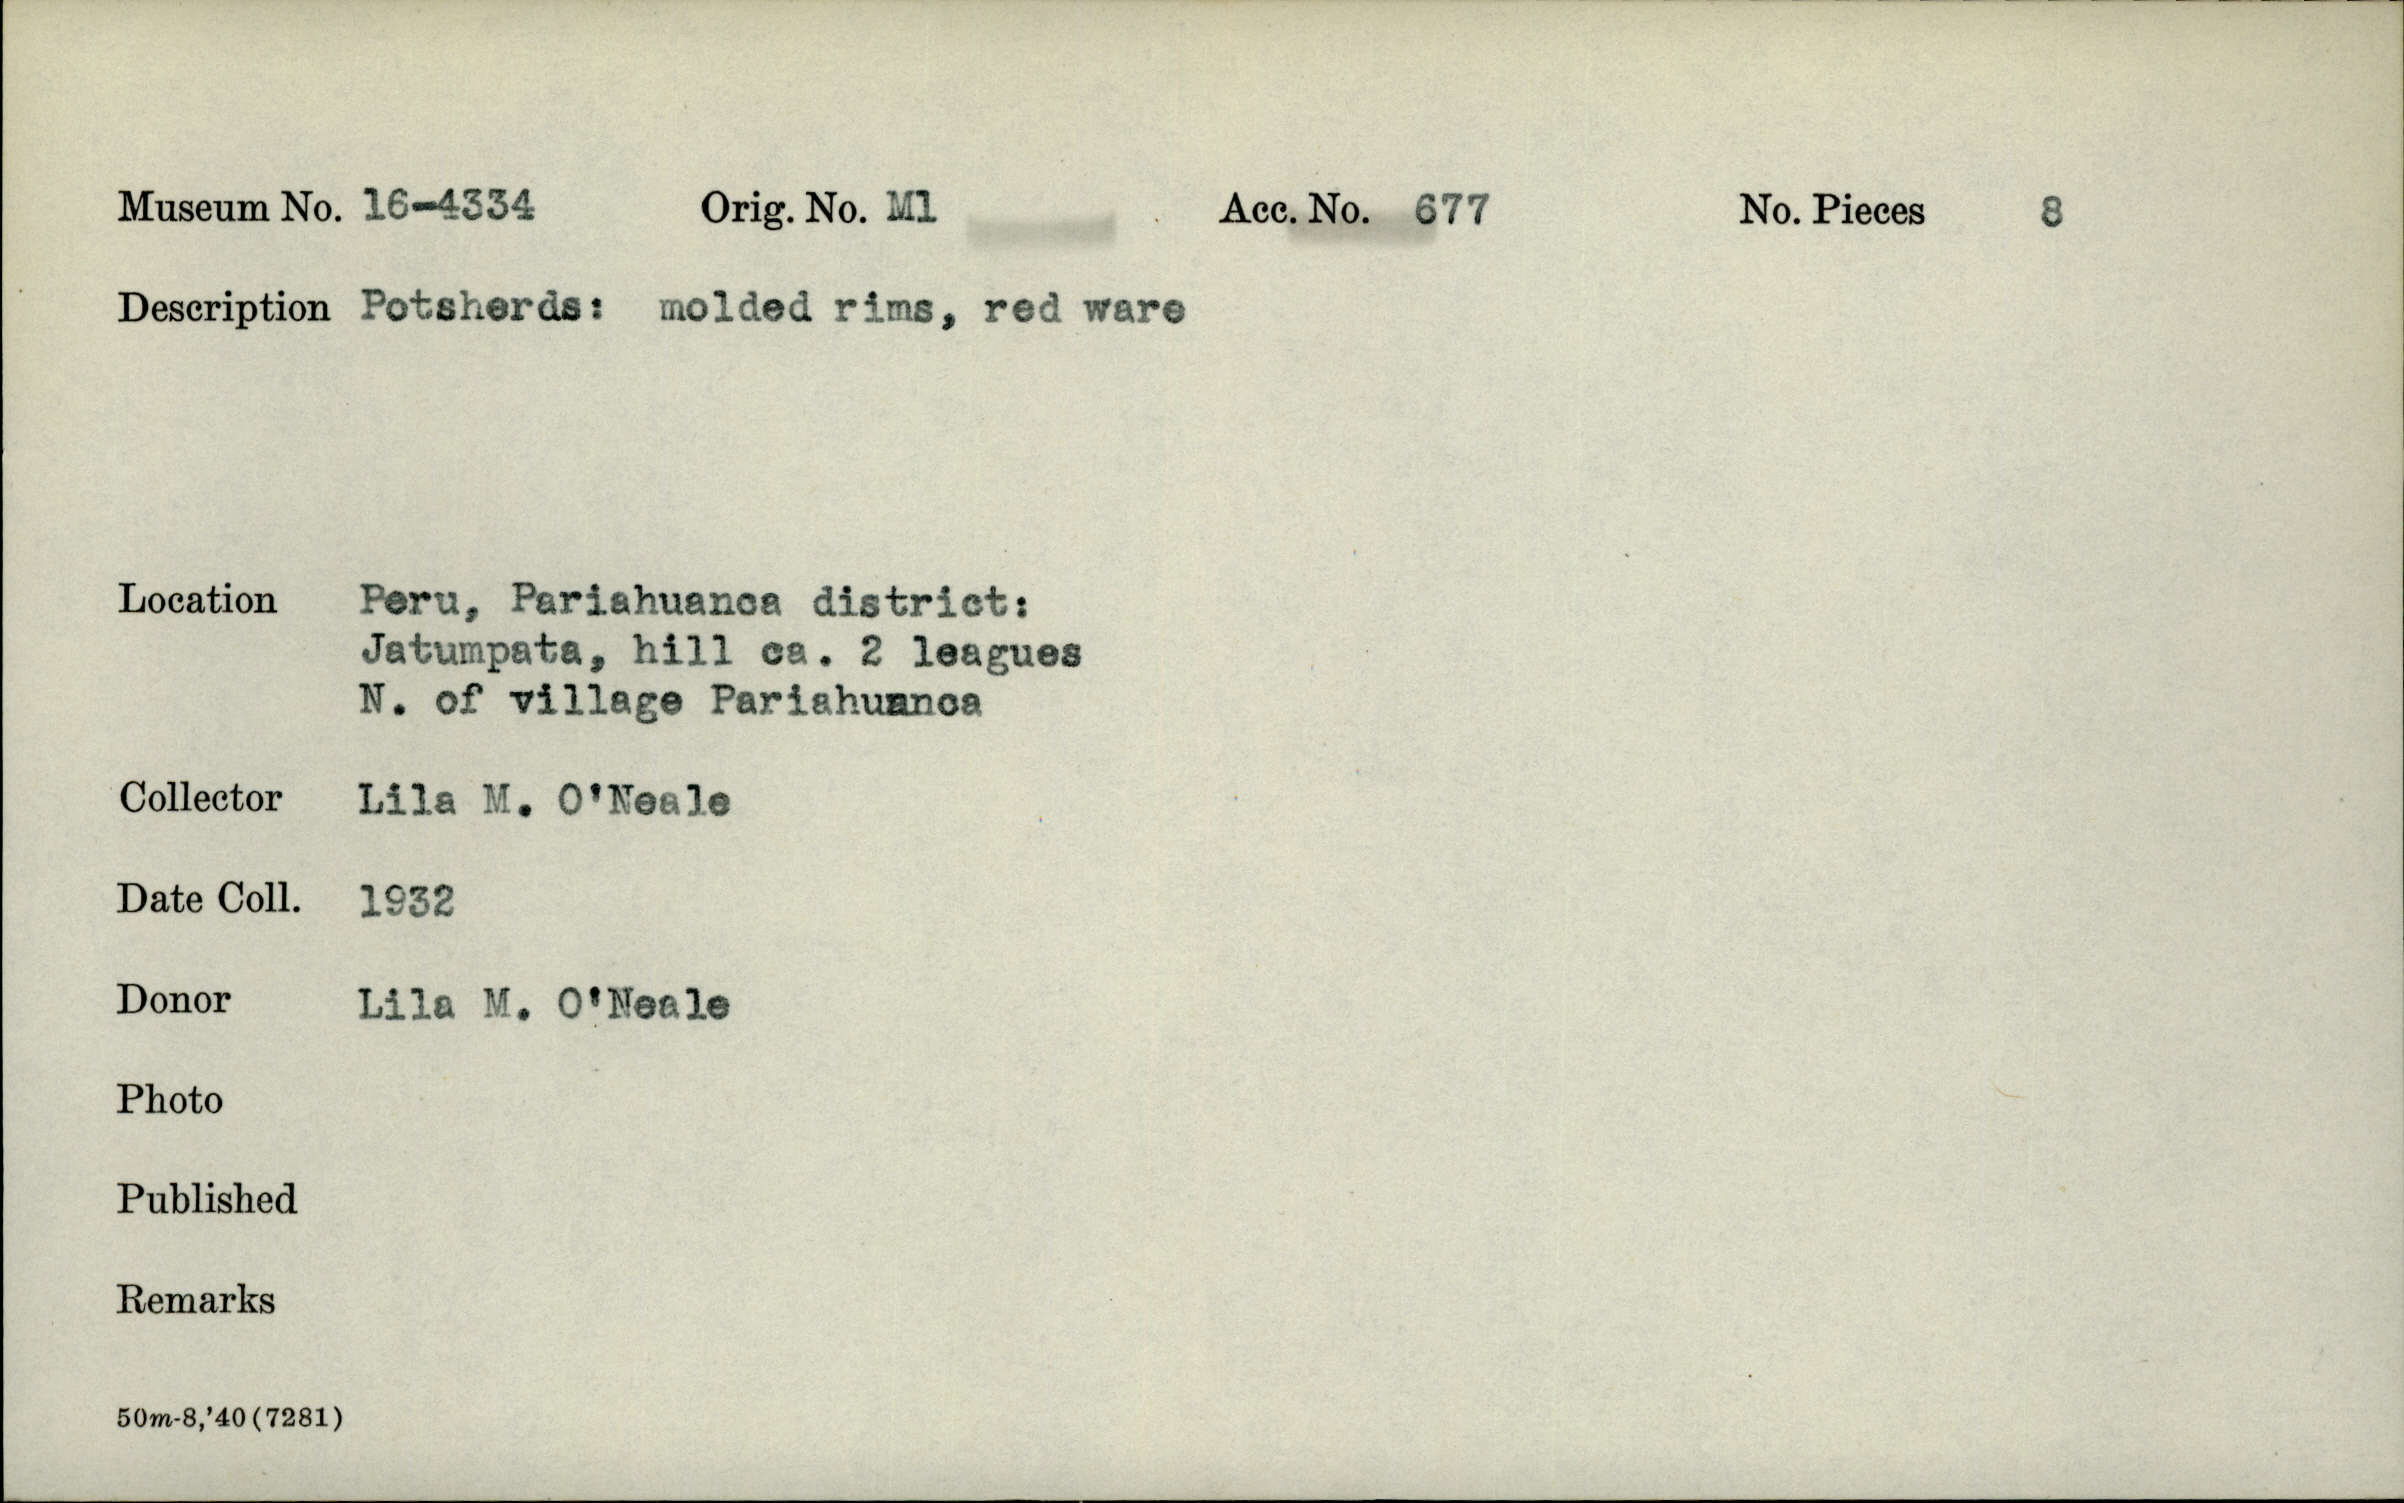 Museum No. 16-4334 Orig. No. M1 Acc. No. 677 No. Pieces 8
Description Potsherds: molded rims, red ware
Location Peru, Pariahuanca district:
Jatumpata, hill ca. 2 leagues
N. of village Pariahuanca
Collector Lila M. O'Neale
Date Coll. 1932
Donor Lila M. O'Neale
Photo
Published
Remarks
50m-8,'40(7281)